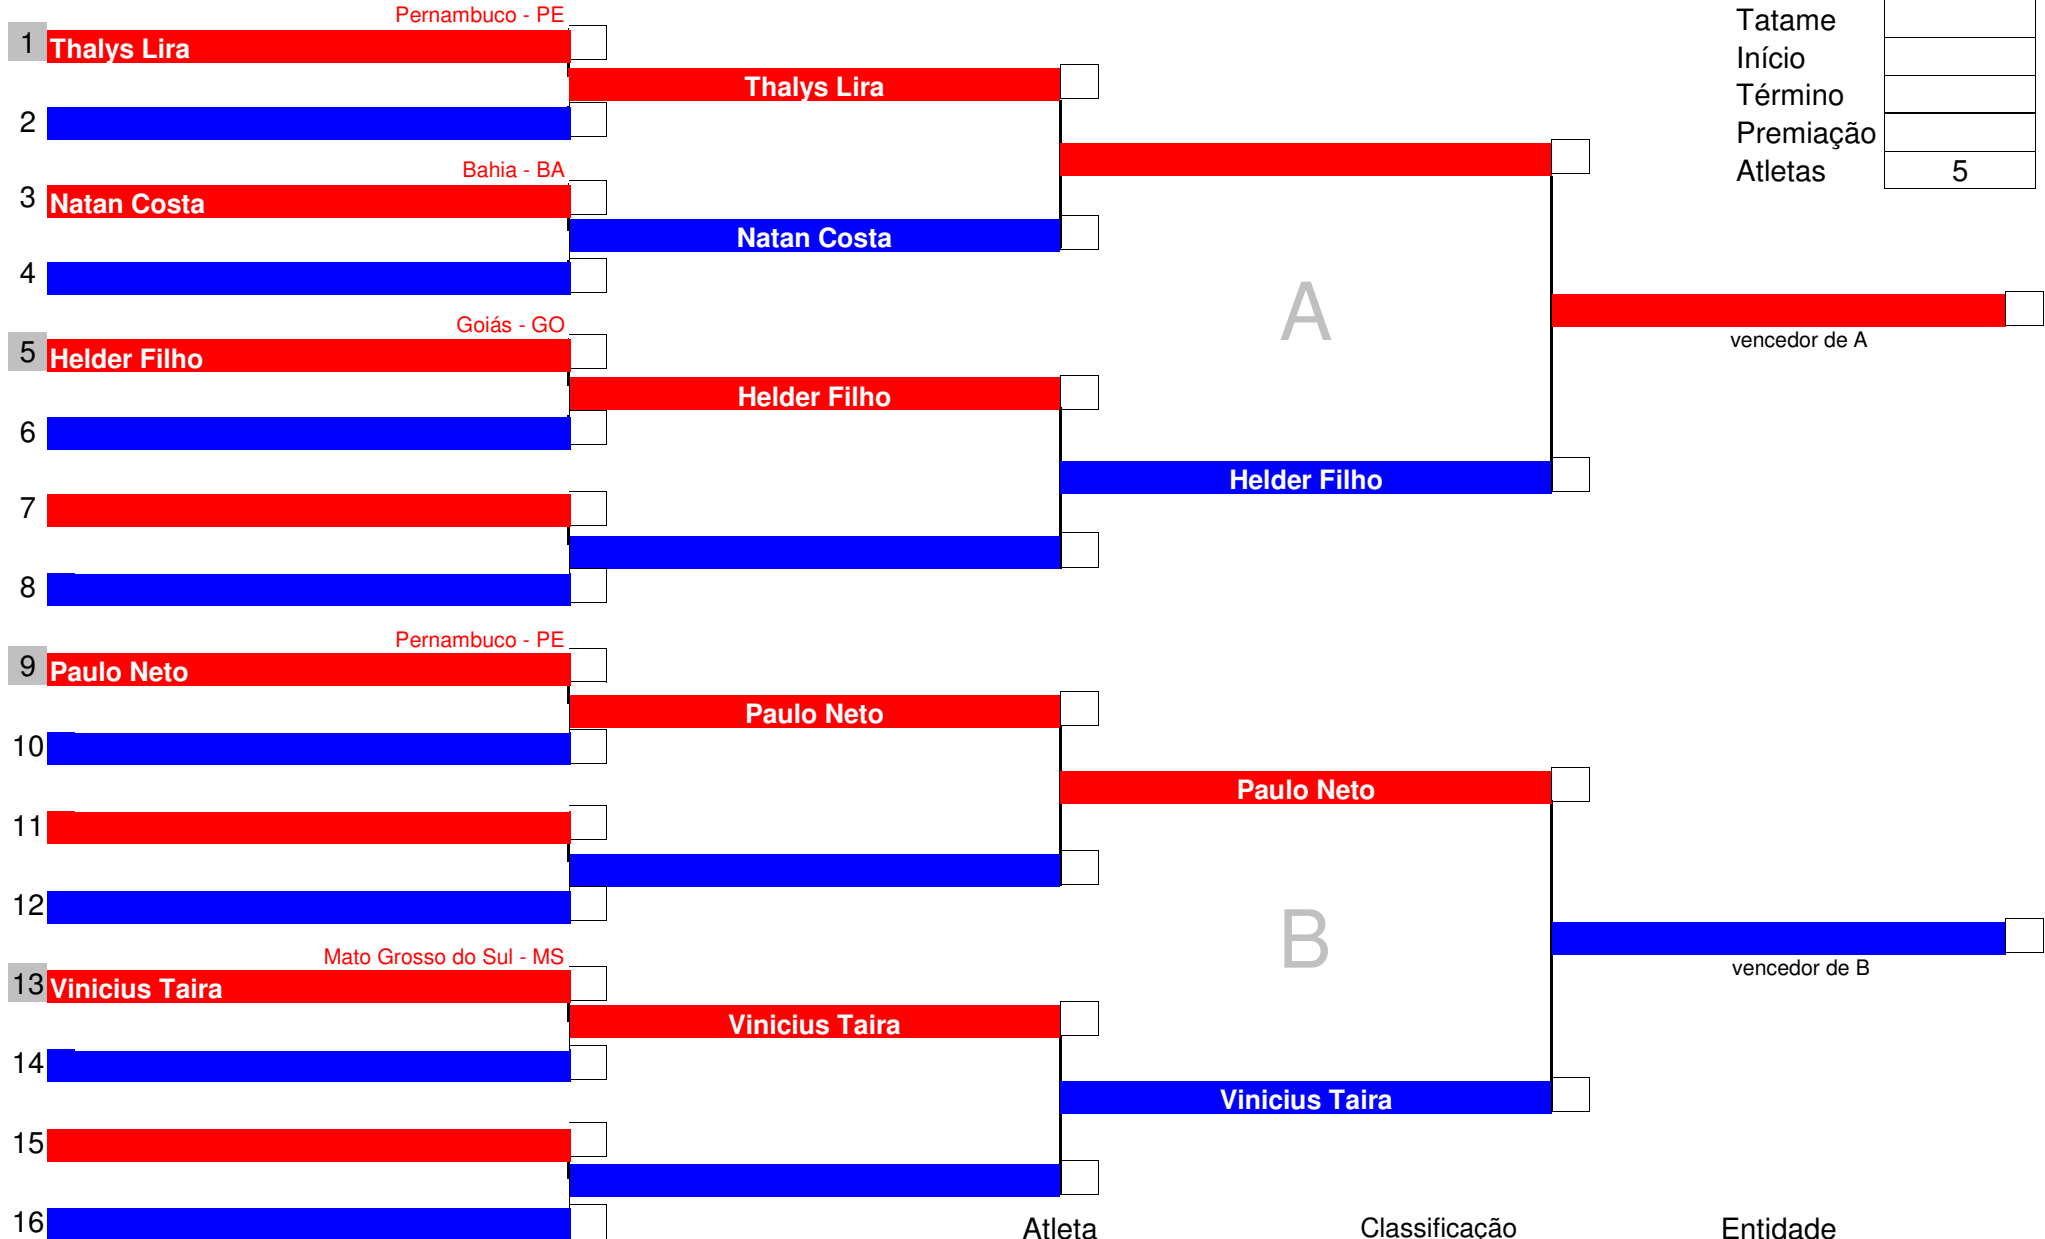 Pernambuco - PE
Tatame
1 Thalys Lira
Início
Thalys Lira
Término
2
Premiação
Bahia - BA
Atletas 5
3 Natan Costa
Natan Costa
4
A
Goiás - GO
vencedor de A
5 Helder Filho
Helder Filho
6
Helder Filho
7
8
Pernambuco - PE
9 Paulo Neto
Paulo Neto
10
Paulo Neto
11
12
B
Mato Grosso do Sul - MS
vencedor de B
13 Vinicius Taira
Vinicius Taira
14
Vinicius Taira
15
16
Atleta Classificação Entidade